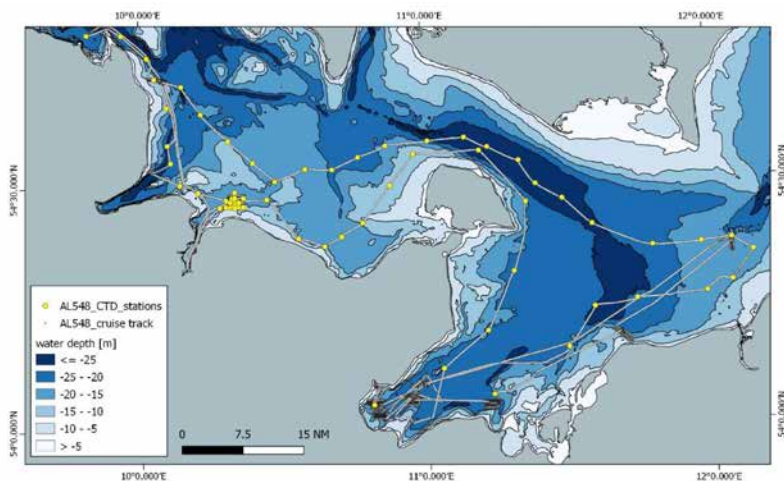 10°0.000'E 11°0.000'E 12°0.000'E
54°30.000'N 54°30.000'N
AL548_CTD_stations
AL548_cruise track
water depth [m]
<= -25
-25 - -20
-20 - -15
-15 - -10
-10 - -5
> -5
0 7.5 15 NM
54°0.000'N 54°0.000'N
10°0.000'E 11°0.000'E 12°0.000'E